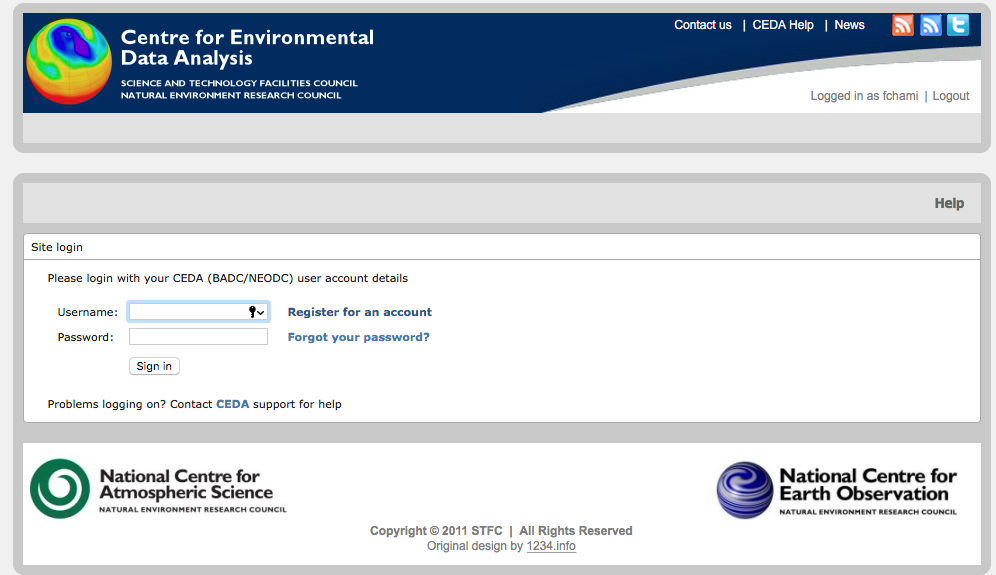 Centre for Environmental
Data Analysis
SCIENCE AND TECHNOLOGY FACILITIES COUNCIL
NATURAL ENVIRONMENT RESEARCH COUNCIL
Contact us | CEDA Help | News
Logged in as fchami | Logout
Help
Site login
Please login with your CEDA (BADC/NEODC) user account details
Username: Register for an account
Password: Forgot your password?
Sign in
Problems logging on? Contact CEDA support for help
National Centre for
Atmospheric Science
NATURAL ENVIRONMENT RESEARCH COUNCIL
National Centre for
Earth Observation
NATURAL ENVIRONMENT RESEARCH COUNCIL
Copyright © 2011 STFC | All Rights Reserved
Original design by 1234.info